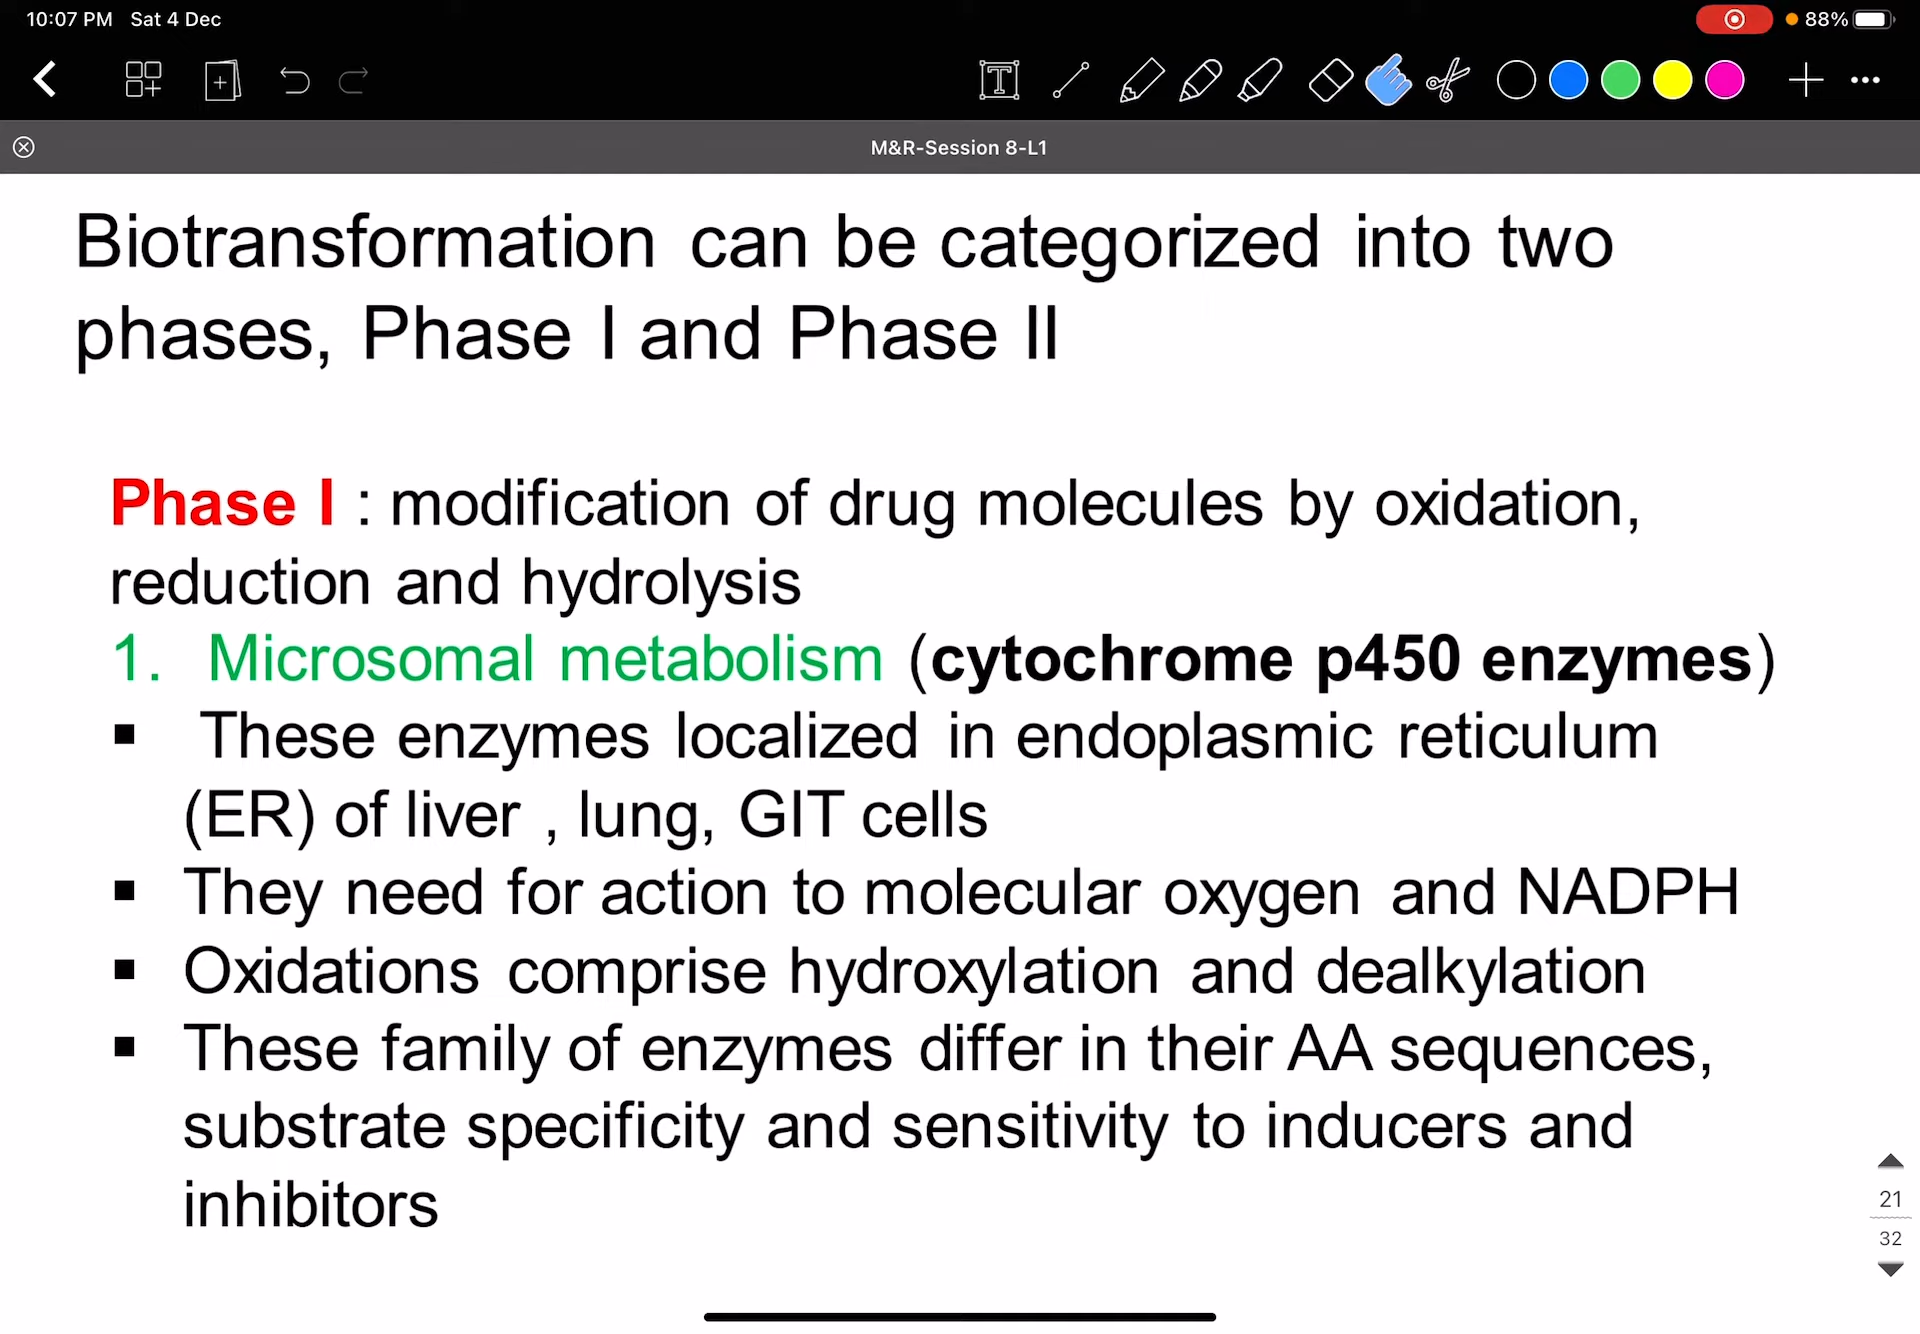 10:07 PM Sat 4 Dec
88%
T
M&R-Session 8-L1
Biotransformation can be categorized into two
phases, Phase I and Phase II
Phase I : modification of drug molecules by oxidation,
reduction and hydrolysis
1. Microsomal metabolism (cytochrome p450 enzymes)
▪ These enzymes localized in endoplasmic reticulum
(ER) of liver , lung, GIT cells
▪ They need for action to molecular oxygen and NADPH
▪ Oxidations comprise hydroxylation and dealkylation
▪ These family of enzymes differ in their AA sequences,
substrate specificity and sensitivity to inducers and
inhibitors
21
32